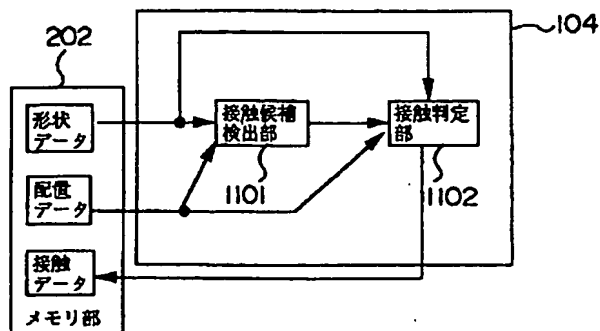 202
104
形状
データ
接触候補
検出部
接触判定
部
1101
1102
配置
データ
接触
データ
メモリ部